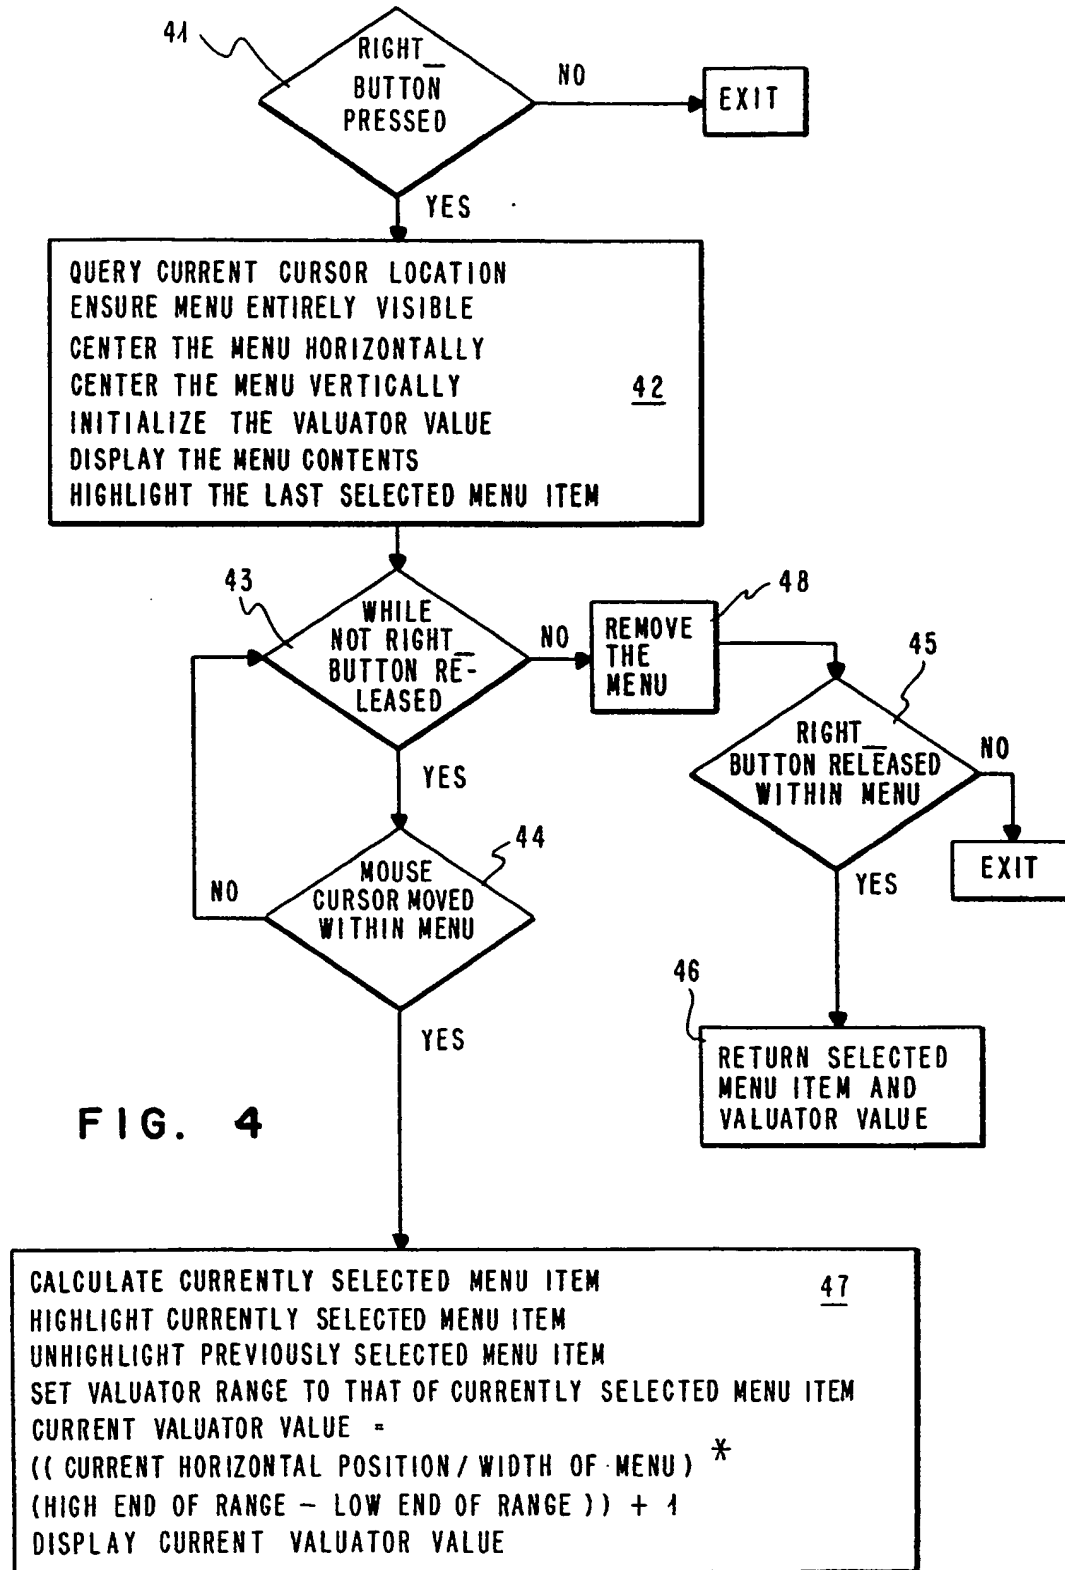 41
RIGHT_
BUTTON
PRESSED
NO
EXIT
YES
QUERY CURRENT CURSOR LOCATION
ENSURE MENU ENTIRELY VISIBLE
CENTER THE MENU HORIZONTALLY
CENTER THE MENU VERTICALLY
INITIALIZE THE VALUATOR VALUE
DISPLAY THE MENU CONTENTS
HIGHLIGHT THE LAST SELECTED MENU ITEM
42
43
WHILE
NOT RIGHT_
BUTTON RE-
LEASED
NO
YES
48
REMOVE
THE
MENU
45
RIGHT_
BUTTON RELEASED
WITHIN MENU
NO
EXIT
YES
44
MOUSE
CURSOR MOVED
WITHIN MENU
NO
YES
46
RETURN SELECTED
MENU ITEM AND
VALUATOR VALUE
FIG. 4
CALCULATE CURRENTLY SELECTED MENU ITEM
47
HIGHLIGHT CURRENTLY SELECTED MENU ITEM
UNHIGHLIGHT PREVIOUSLY SELECTED MENU ITEM
SET VALUATOR RANGE TO THAT OF CURRENTLY SELECTED MENU ITEM
CURRENT VALUATOR VALUE =
((CURRENT HORIZONTAL POSITION/WIDTH OF MENU) *
(HIGH END OF RANGE - LOW END OF RANGE)) + 1
DISPLAY CURRENT VALUATOR VALUE